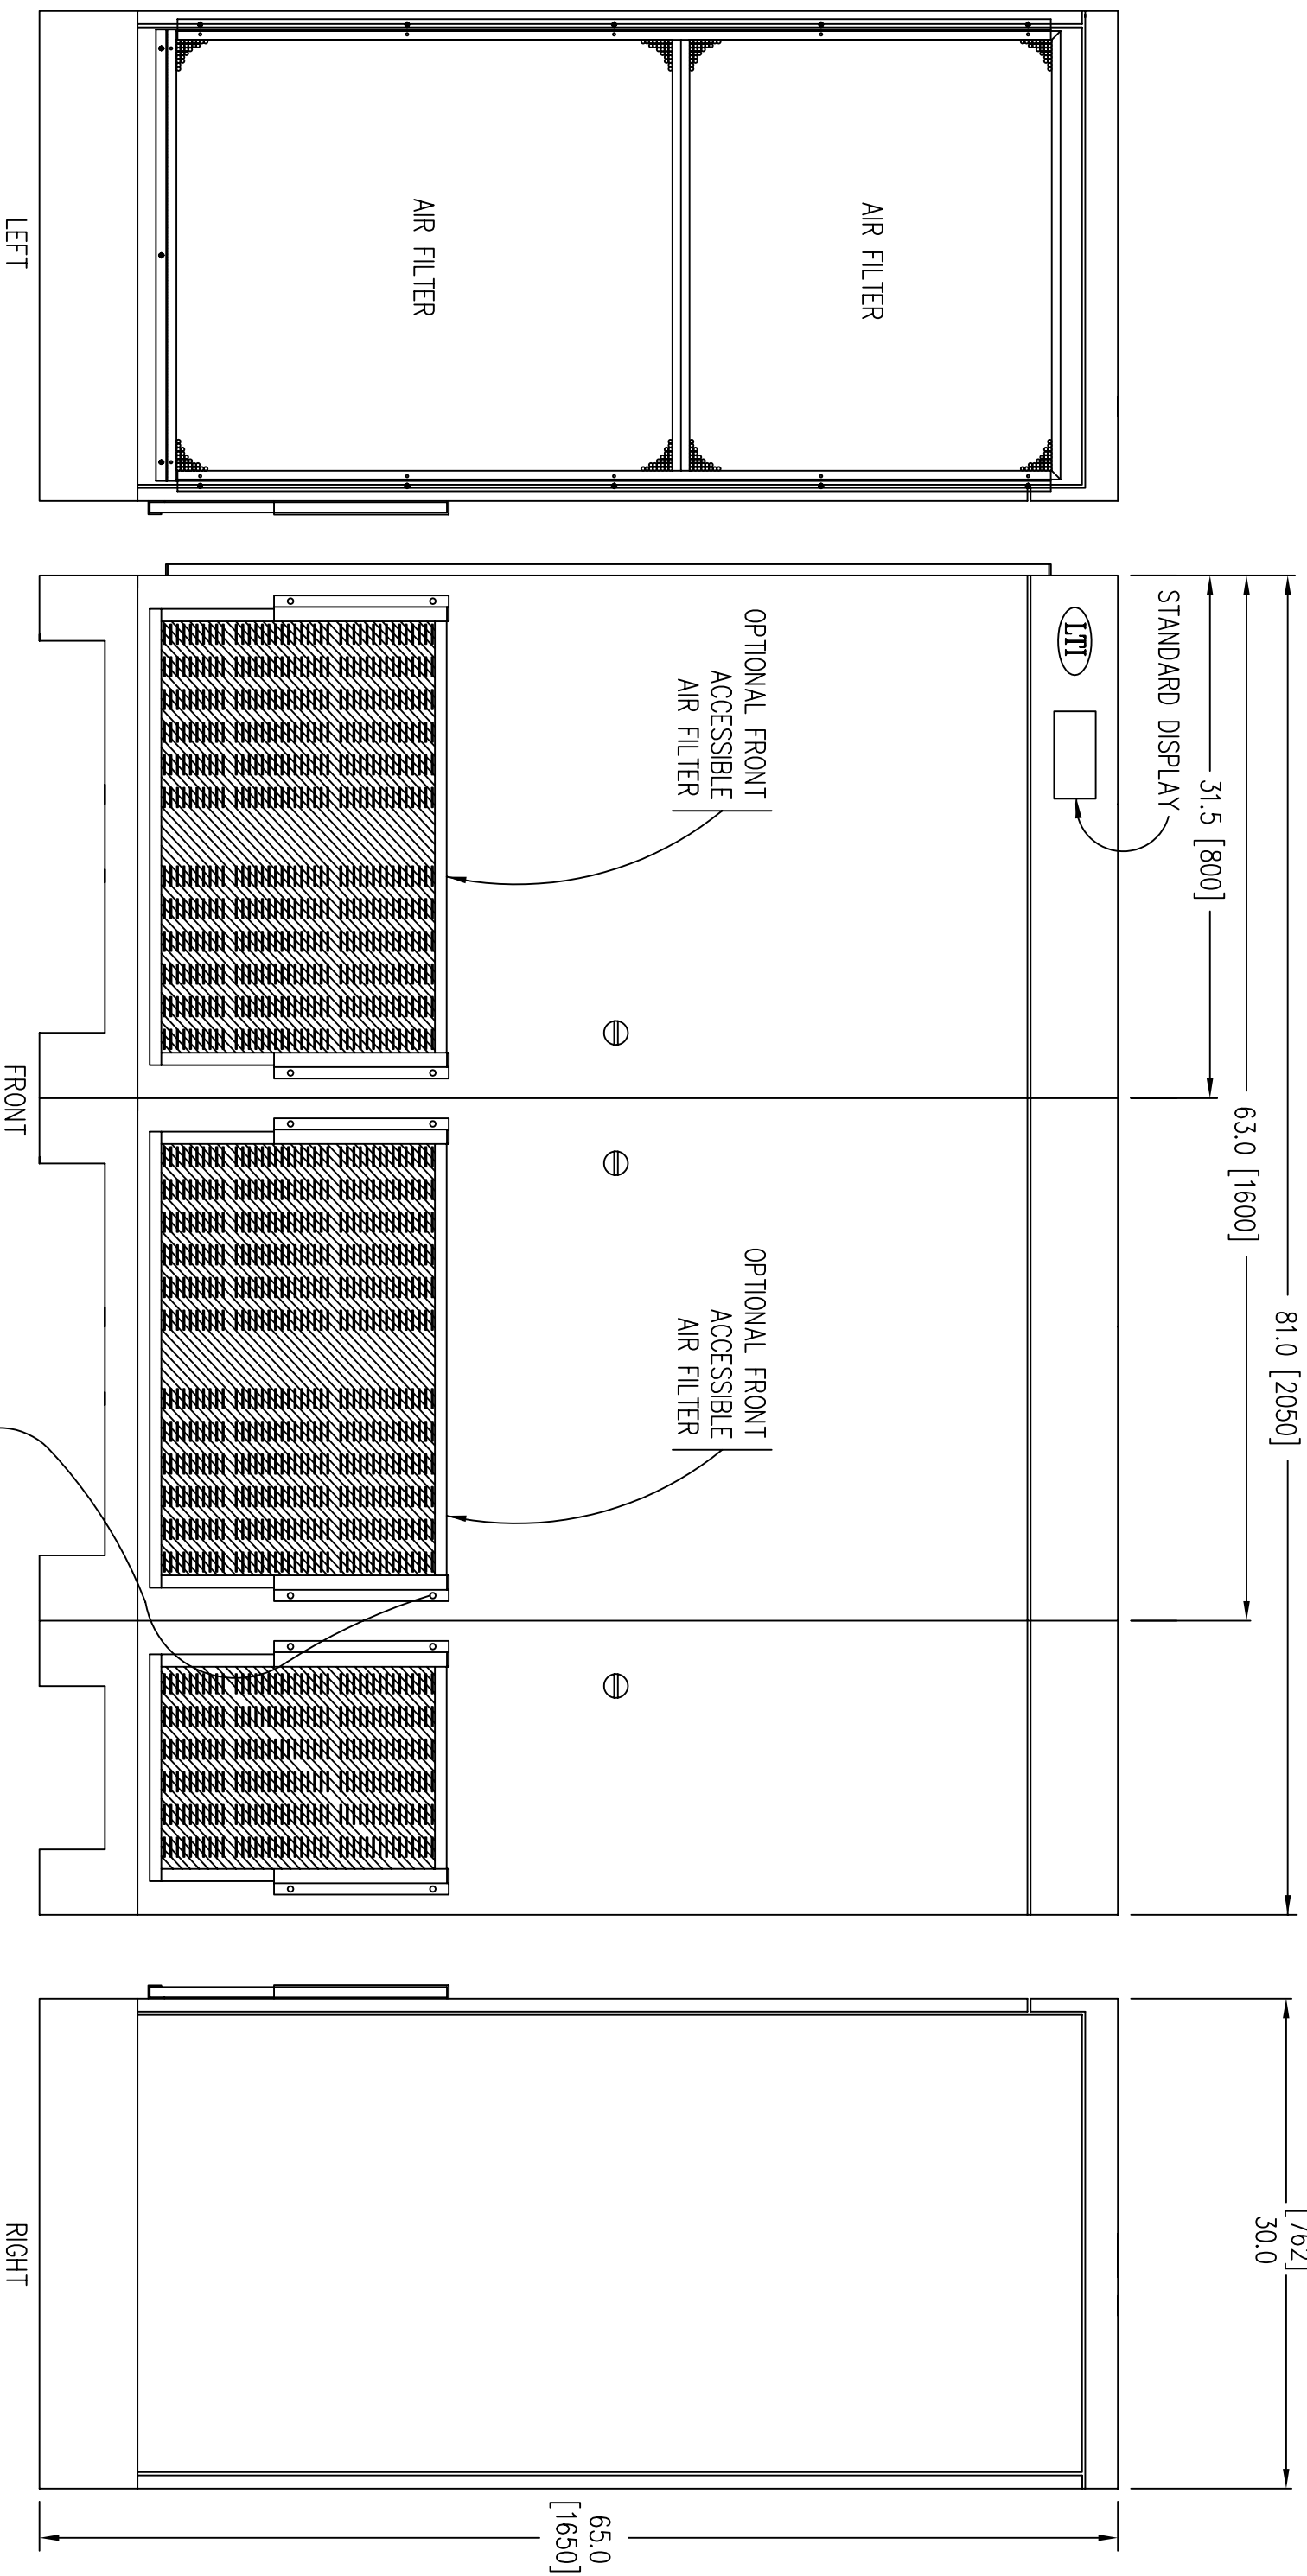 81.0 [2050]
63.0 [1600]
31.5 [800]
[762]
30.0
STANDARD DISPLAY
LTI
AIR FILTER
AIR FILTER
OPTIONAL FRONT
ACCESSIBLE
AIR FILTER
OPTIONAL FRONT
ACCESSIBLE
AIR FILTER
65.0
[1650]
LEFT
FRONT
RIGHT